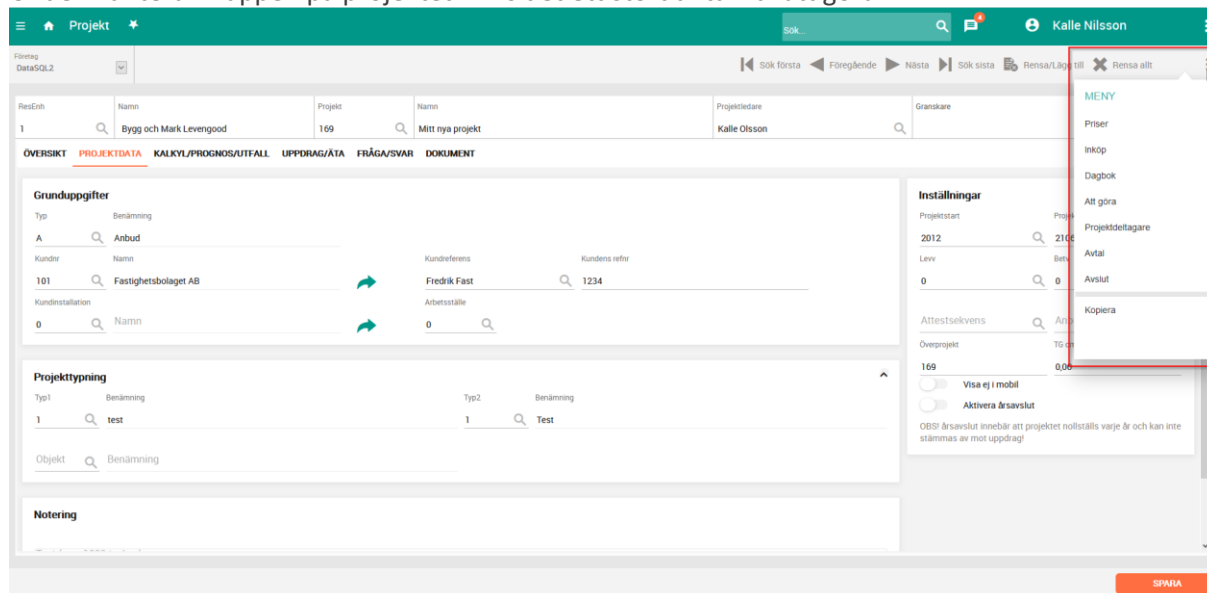 Projekt
Sök...
Kalle Nilsson
Företag
DataSQL2
Sök första Föregående Nästa Sök sista Rensa/Lägg till Rensa allt
ResEnh Namn Projekt Namn Projektledare Granskare
1 Bygg och Mark Levengood 169 Mitt nya projekt Kalle Olsson
ÖVERSIKT PROJEKTDATA KALKYL/PROGNOS/UTFALL UPPDRAG/ÄTA FRÅGA/SVAR DOKUMENT
MENY
Priser
Inköp
Dagbok
Att göra
Projektdeltagare
Avtal
Avslut
Kopiera
Grunduppgifter
Typ Benämning
A Anbud
Kundnr Namn Kundreferens Kundens refnr
101 Fastighetsbolaget AB Fredrik Fast 1234
Kundinstallation Arbetsställe
0 Namn 0
Projekttypning
Typ1 Benämning Typ2 Benämning
1 test 1 Test
Objekt Benämning
Notering
Inställningar
Projektstart
2012
Levv
0 0
Attestsekvens
Överprojekt
169 0,00
Visa ej i mobil
Aktivera årsavslut
OBS! årsavslut innebär att projektet nollställs varje år och kan inte
stämmas av mot uppdrag!
SPARA